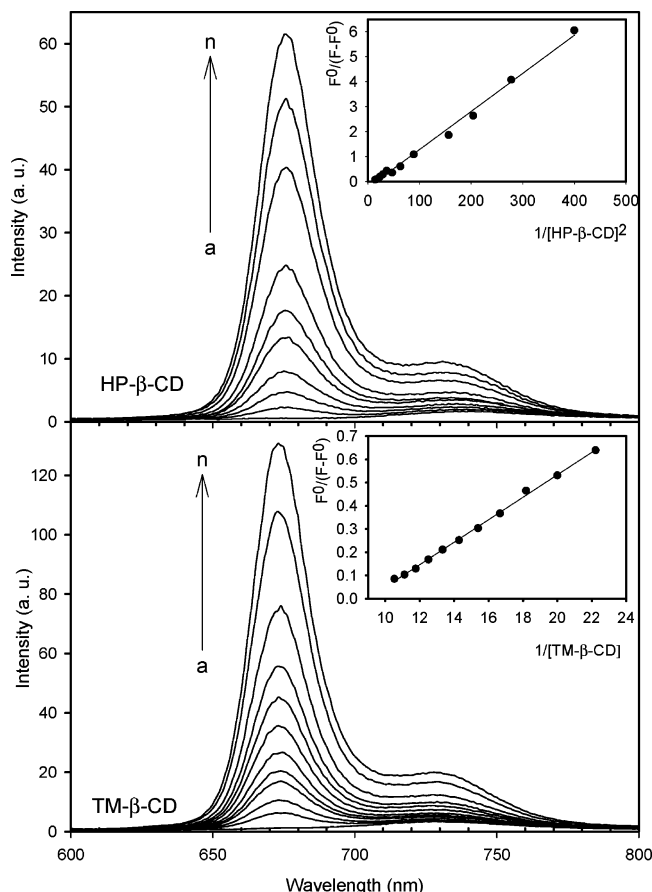 60
50
40
30
20
10
0
Intensity (a. u.)
n
a
HP-β-CD
6
5
4
3
2
1
0
F⁰/(F-F⁰)
0 100 200 300 400 500
1/[HP-β-CD]²
120
100
80
60
40
20
0
Intensity (a. u.)
n
a
TM-β-CD
0.7
0.6
0.5
0.4
0.3
0.2
0.1
0.0
F⁰/(F-F⁰)
10 12 14 16 18 20 22 24
1/[TM-β-CD]
600 650 700 750 800
Wavelength (nm)